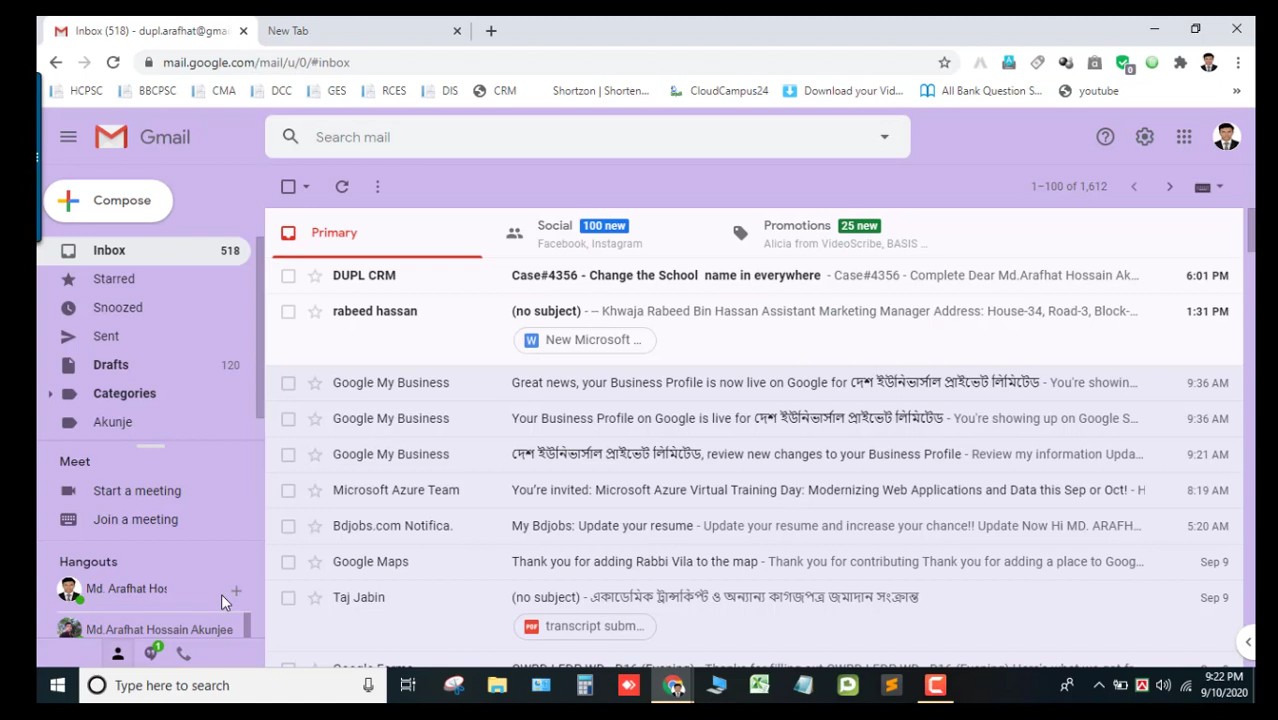 Inbox (518) - dupl.arafhat@gma
New Tab
mail.google.com/mail/u/0/#inbox
HCPSC BBCPSC CMA DCC GES RCES DIS CRM Shortzon | Shorten... CloudCampus24 Download your Vid... All Bank Question S... youtube »
Gmail
Search mail
Compose
1–100 of 1,612
Inbox 518
Starred
Snoozed
Sent
Drafts 120
Categories
Akunje
Meet
Start a meeting
Join a meeting
Hangouts
Md. Arafhat Hos
Md.Arafhat Hossain Akunjee
1
Primary
Social 100 new
Facebook, Instagram
Promotions 25 new
Alicia from VideoScribe, BASIS ...
DUPL CRM Case#4356 - Change the School name in everywhere - Case#4356 - Complete Dear Md.Arafhat Hossain Ak... 6:01 PM
rabeed hassan (no subject) - -- Khwaja Rabeed Bin Hassan Assistant Marketing Manager Address: House-34, Road-3, Block-... 1:31 PM
W New Microsoft ...
Google My Business Great news, your Business Profile is now live on Google for দেশ ইউনিভার্সাল প্রাইভেট লিমিটেড - You're showin... 9:36 AM
Google My Business Your Business Profile on Google is live for দেশ ইউনিভার্সাল প্রাইভেট লিমিটেড - You're showing up on Google S... 9:36 AM
Google My Business দেশ ইউনিভার্সাল প্রাইভেট লিমিটেড, review new changes to your Business Profile - Review my information Upda... 9:21 AM
Microsoft Azure Team You're invited: Microsoft Azure Virtual Training Day: Modernizing Web Applications and Data this Sep or Oct! - H 8:19 AM
Bdjobs.com Notifica. My Bdjobs: Update your resume - Update your resume and increase your chance!! Update Now Hi MD. ARAFH... 5:20 AM
Google Maps Thank you for adding Rabbi Vila to the map - Thank you for contributing Thank you for adding a place to Goog... Sep 9
Taj Jabin (no subject) - একাডেমিক ট্রান্সক্রিপ্ট ও অন্যান্য কাগজপত্র জমাদান সংক্রান্ত Sep 9
PDF transcript subm...
Type here to search
9:22 PM
9/10/2020